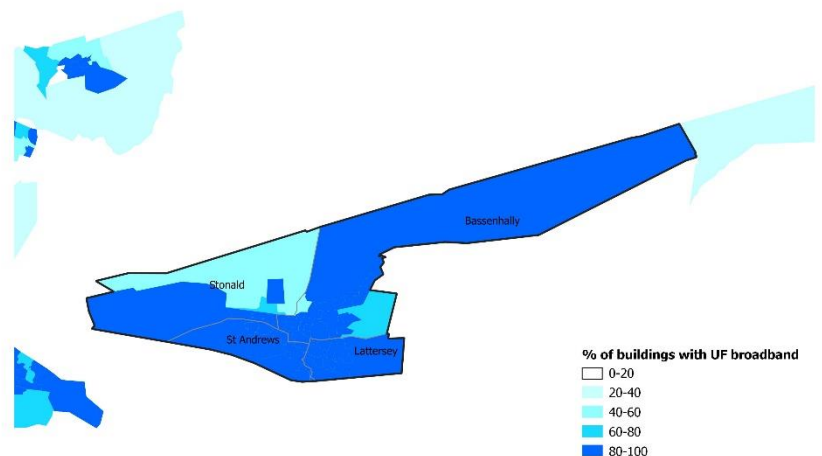 Bassenhally
Stonald
St Andrews
Lattersey
% of buildings with UF broadband
0-20
20-40
40-60
60-80
80-100